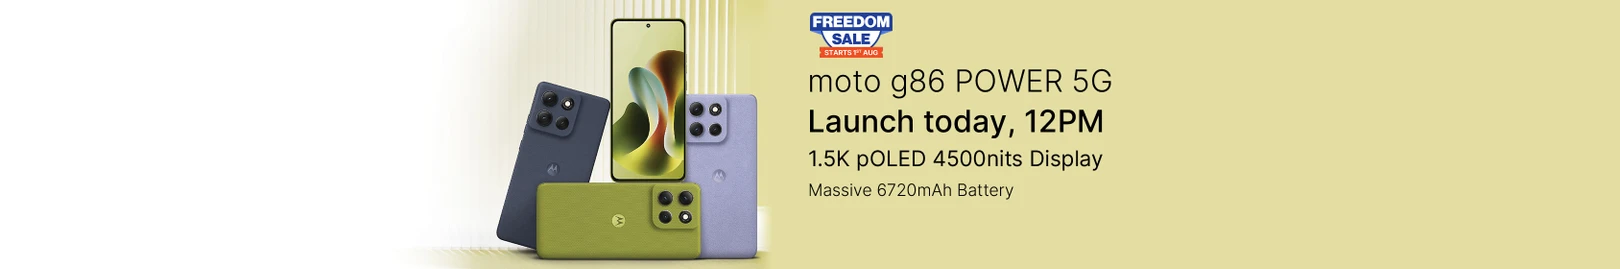 FREEDOM
SALE
STARTS 1ST AUG
moto g86 POWER 5G
Launch today, 12PM
1.5K pOLED 4500nits Display
Massive 6720mAh Battery